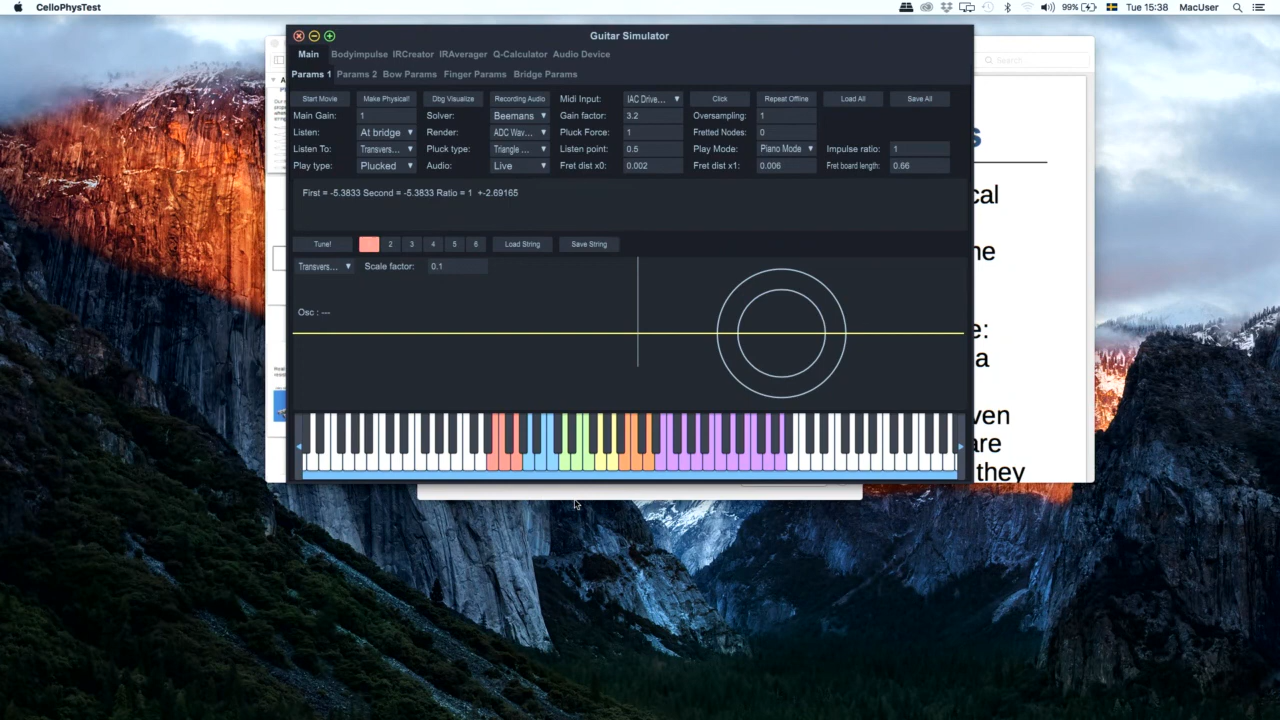 CelloPhysTest 99% Tue 15:38 MacUser
Guitar Simulator
Main Bodyimpulse IRCreator IRAverager Q-Calculator Audio Device
Search
Params 1 Params 2 Bow Params Finger Params Bridge Params
Start Movie Make Physical! Dbg Visualize Recording Audio Midi Input: IAC Drive... Click Repeat Offline Load All Save All
Main Gain: 1 Solver: Beemans Gain factor: 3.2 Oversampling: 1
Listen: At bridge Render: ADC Wav... Pluck Force: 1 Fretted Nodes: 0
Listen To: Transvers... Pluck type: Triangle ... Listen point: 0.5 Play Mode: Piano Mode Impulse ratio: 1
Play type: Plucked Audio: Live Fret dist x0: 0.002 Fret dist x1: 0.006 Fret board length: 0.66
First = -5.3833 Second = -5.3833 Ratio = 1 +-2.69165
Tune! 2 3 4 5 6 Load String Save String
Transvers... Scale factor: 0.1
Osc : ---
s
cal
ne
e:
a
ven
are
they